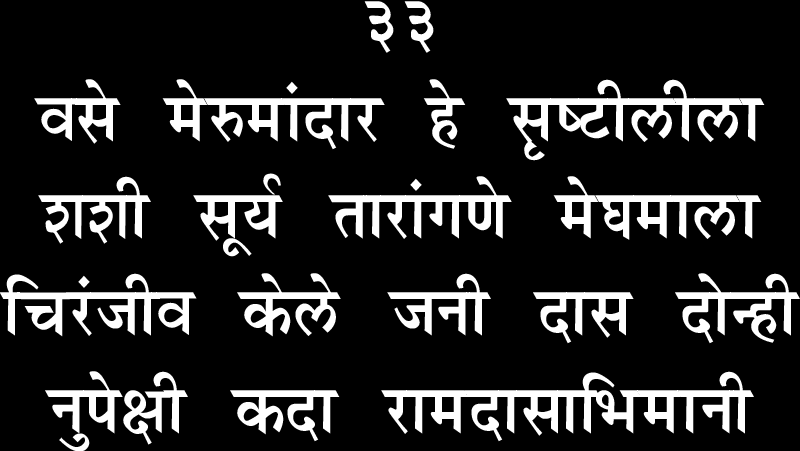 ३३
वसे मेरुमांदार हे सृष्टीलीला
शशी सूर्य तारांगणे मेघमाला
चिरंजीव केले जनी दास दोन्ही
नुपेक्षी कदा रामदासाभिमानी